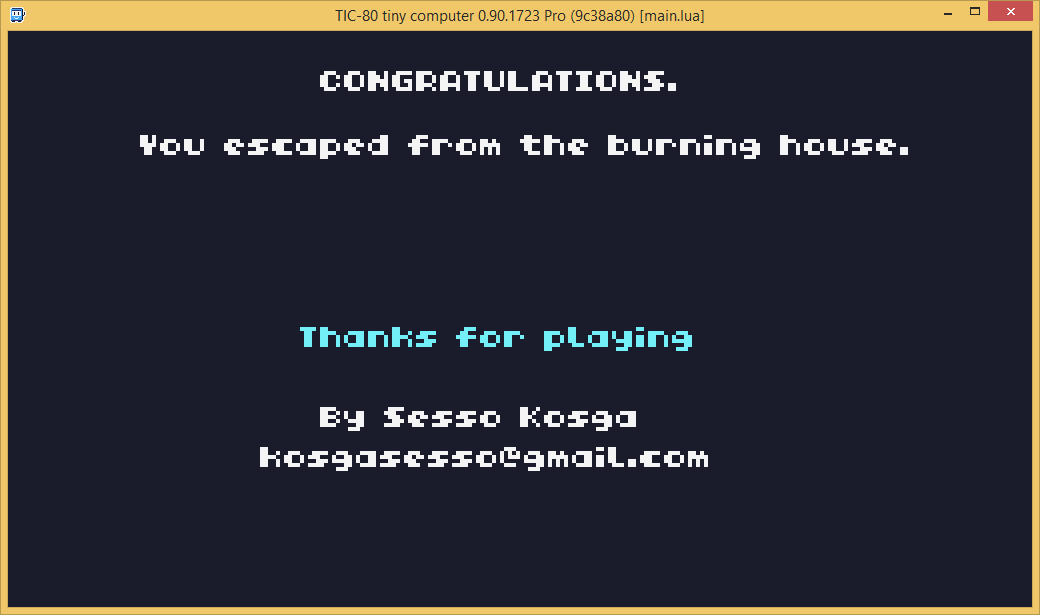 TIC-80 tiny computer 0.90.1723 Pro (9c38a80) [main.lua]
CONGRATULATIONS.
You escaped from the burning house.
Thanks for playing
By Sesso Kosga
kosgasesso@gmail.com